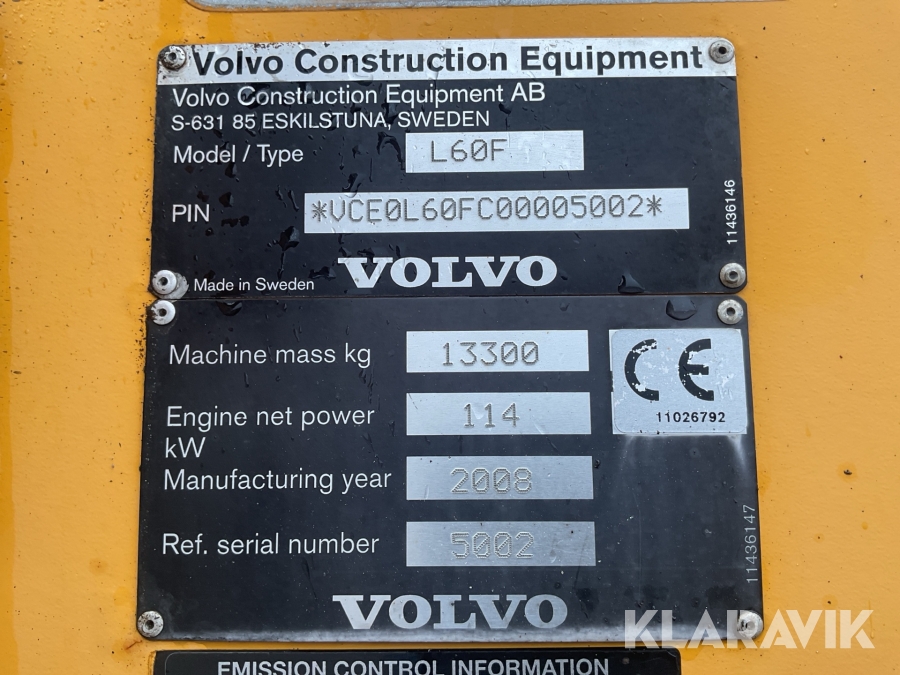 Volvo Construction Equipment
Volvo Construction Equipment AB
S-631 85 ESKILSTUNA, SWEDEN
Model / Type L60F
PIN *VCE0L60FC00005002*
11436146
Made in Sweden VOLVO
Machine mass kg 13300
CE
11026792
Engine net power 114
kW
Manufacturing year 2008
Ref. serial number 5002
11436147
VOLVO
KLARAVIK
EMISSION CONTROL INFORMATION